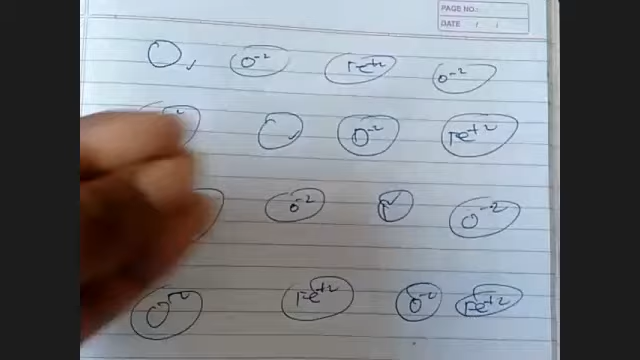 PAGE NO.:
DATE / /
O⁻² Fe⁺² O⁻²
O⁻² Fe⁺²
O⁻² O⁻²
O⁻² Fe⁺² O⁻² Fe⁺²